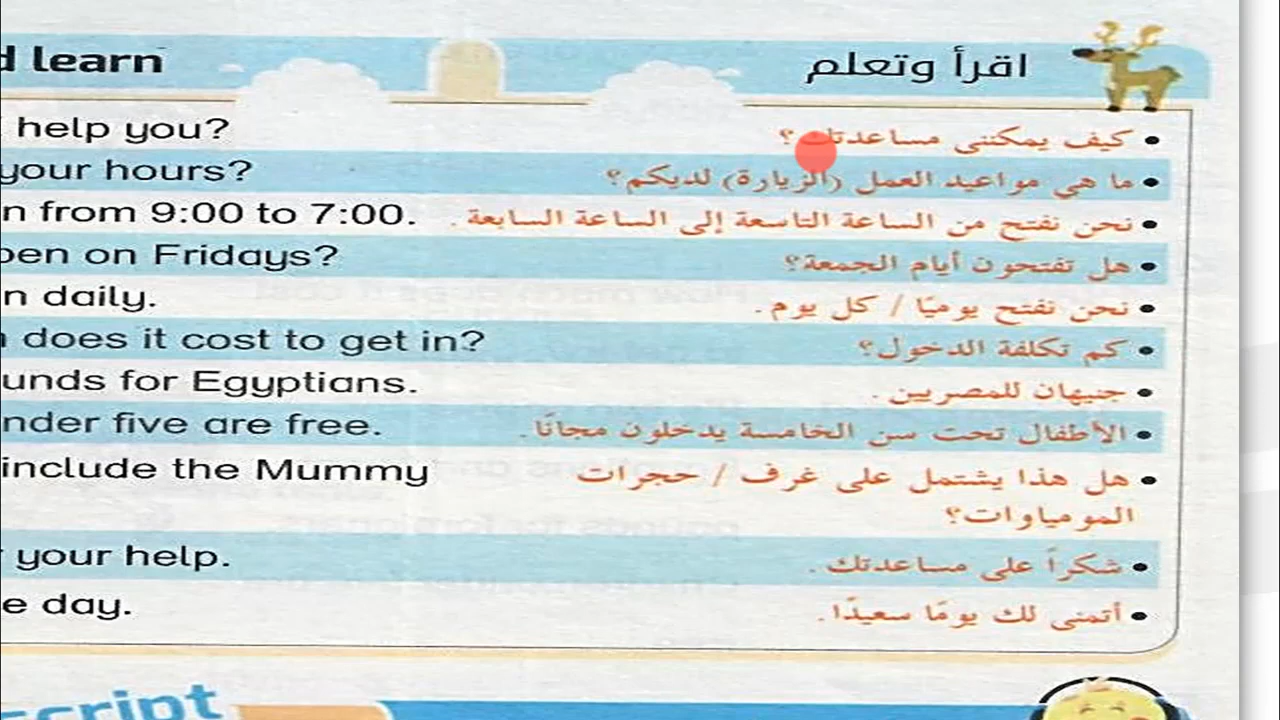 learn اقرأ وتعلم
help you? • كيف يمكنني مساعدتك؟
your hours? • ما هي مواعيد العمل (الزيارة) لديكم؟
from 9:00 to 7:00. • نحن نفتح من الساعة التاسعة إلى الساعة السابعة.
on Fridays? • هل تفتحون أيام الجمعة؟
daily. • نحن نفتح يوميًا / كل يوم.
does it cost to get in? • كم تكلفة الدخول؟
unds for Egyptians. • جنيهان للمصريين.
nder five are free. • الأطفال تحت سن الخامسة يدخلون مجانًا.
include the Mummy • هل هذا يشتمل على غرف / حجرات
المومياوات؟
your help. • شكراً على مساعدتك.
e day. • أتمنى لك يومًا سعيدًا.
cript